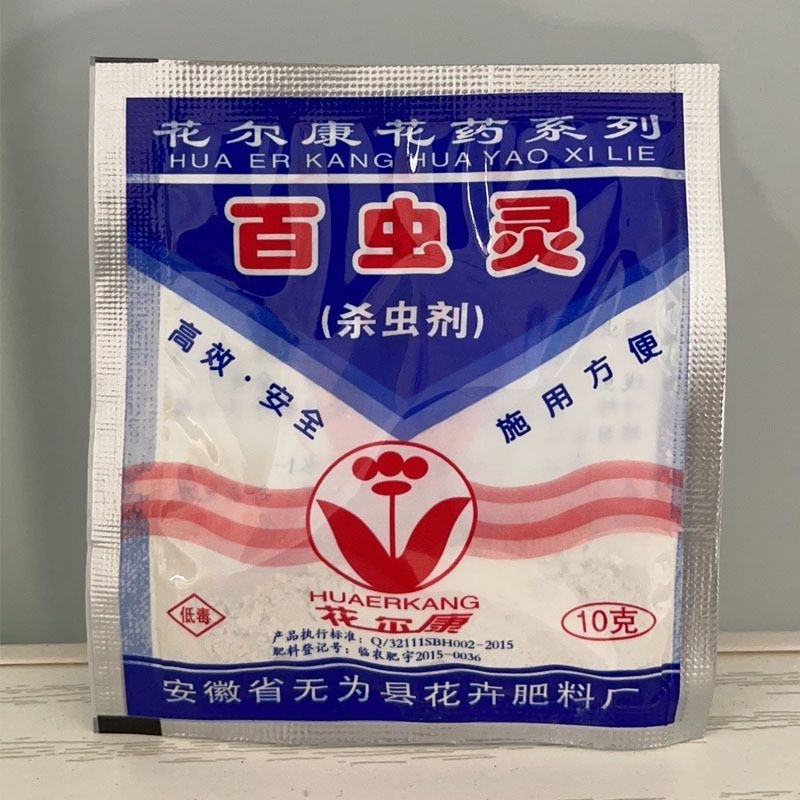 花尔康花药系列
HUA ER KANG HUA YAO XI LIE
百虫灵
(杀虫剂)
高效·安全
施用方便
HUAERKANG
花尔康
低毒
10克
产品执行标准：Q/32111SBH002-2015
肥料登记号：临农肥字2015-0036
安徽省无为县花卉肥料厂